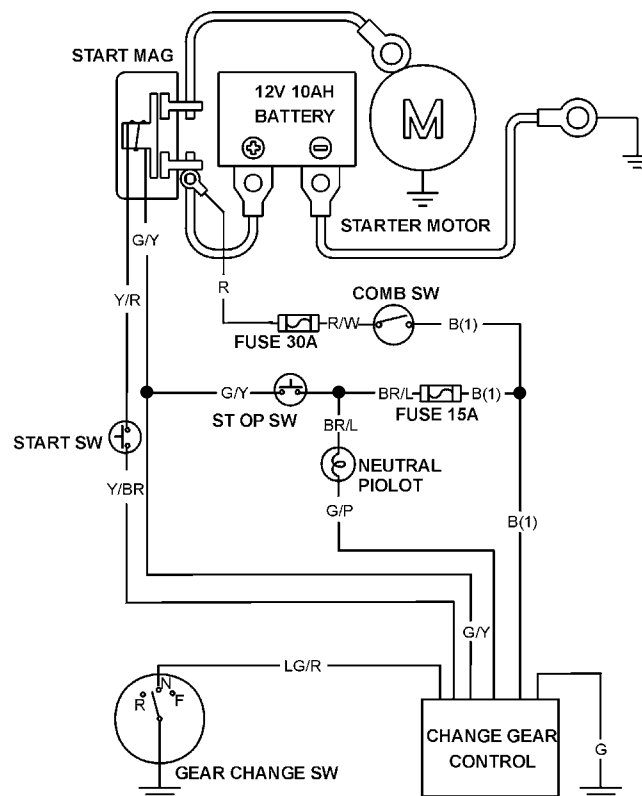 START MAG
12V 10AH
BATTERY
M
STARTER MOTOR
G/Y
R
COMB SW
Y/R
R/W
B(1)
FUSE 30A
G/Y
BR/L
B(1)
ST OP SW
FUSE 15A
START SW
BR/L
NEUTRAL
PIOLOT
Y/BR
G/P
B(1)
G/Y
LG/R
N
R
F
CHANGE GEAR
CONTROL
G
GEAR CHANGE SW